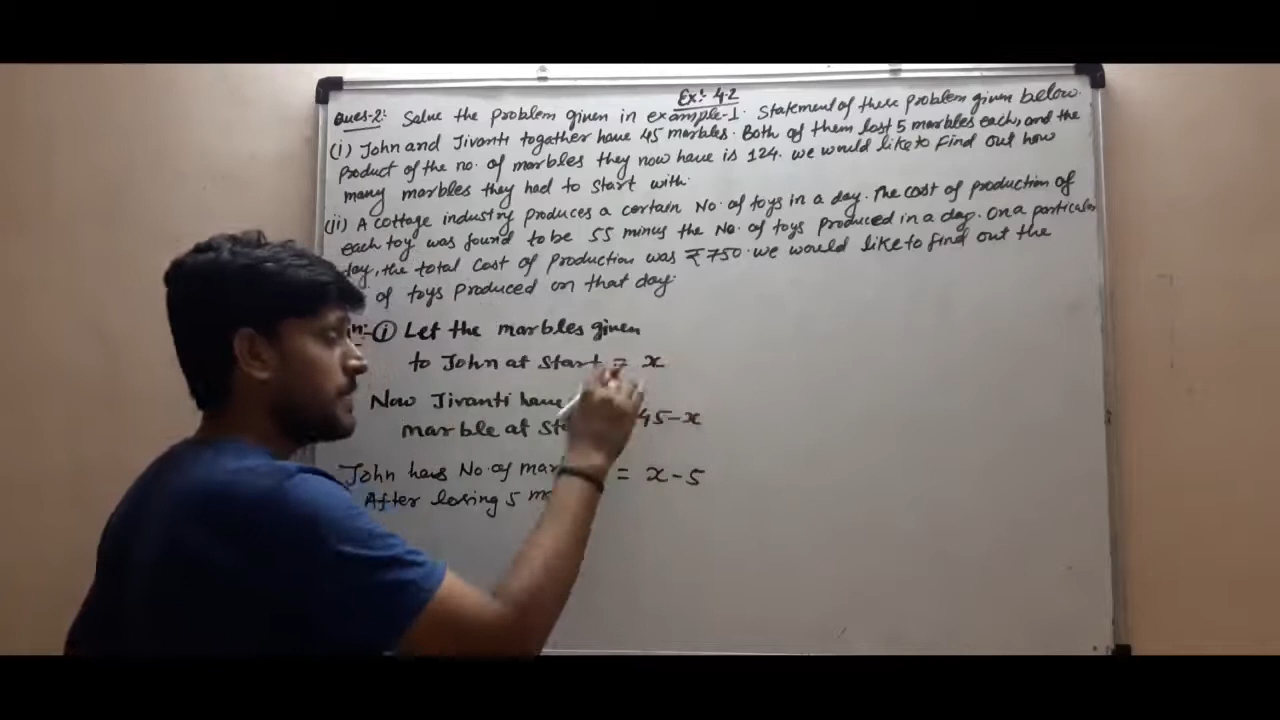 Ex:- 4.2
Ques-2:- Solve the problem given in example-1. Statement of these problem given below.
(i) John and Jivanti togather have 45 marbles. Both of them lost 5 marbles each, and the
Product of the no. of marbles they now have is 124. we would like to find out how
many marbles they had to start with.
(ii) A cottage industry produces a certain No. of toys in a day. The cost of production of
each toy was found to be 55 minus the No. of toys produced in a day. On a particular
day, the total cost of production was ₹750. we would like to find out the
of toys produced on that day.
(i) Let the marbles given
to John at start = x
Now Jivanti have
marble at 45-x
John has No. of = x-5
After losing 5